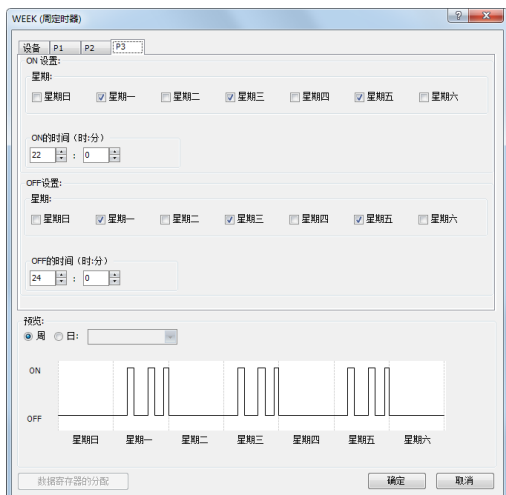 WEEK (周定时器)
设备 P1 P2 P3
ON 设置:
星期:
星期日 星期一 星期二 星期三 星期四 星期五 星期六
ON的时间（时:分）
22 : 0
OFF设置:
星期:
星期日 星期一 星期二 星期三 星期四 星期五 星期六
OFF的时间（时:分）
24 : 0
预览:
周 日:
ON
OFF
星期日 星期一 星期二 星期三 星期四 星期五 星期六
数据寄存器的分配 确定 取消